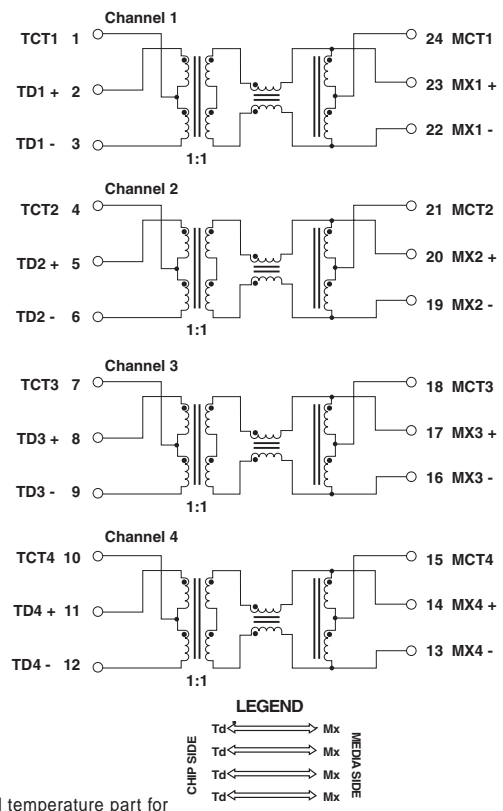 Channel 1
TCT1 1
24 MCT1
TD1 + 2
23 MX1 +
TD1 - 3
22 MX1 -
1:1
Channel 2
TCT2 4
21 MCT2
TD2 + 5
20 MX2 +
TD2 - 6
19 MX2 -
1:1
Channel 3
TCT3 7
18 MCT3
TD3 + 8
17 MX3 +
TD3 - 9
16 MX3 -
1:1
Channel 4
TCT4 10
15 MCT4
TD4 + 11
14 MX4 +
TD4 - 12
13 MX4 -
1:1
LEGEND
CHIP SIDE
Td Mx
Td Mx
Td Mx
Td Mx
MEDIA SIDE
temperature part for